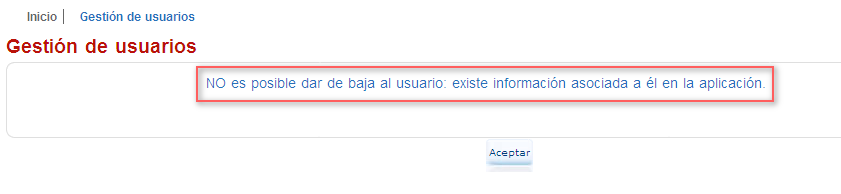 Inicio Gestión de usuarios
Gestión de usuarios
NO es posible dar de baja al usuario: existe información asociada a él en la aplicación.
Aceptar